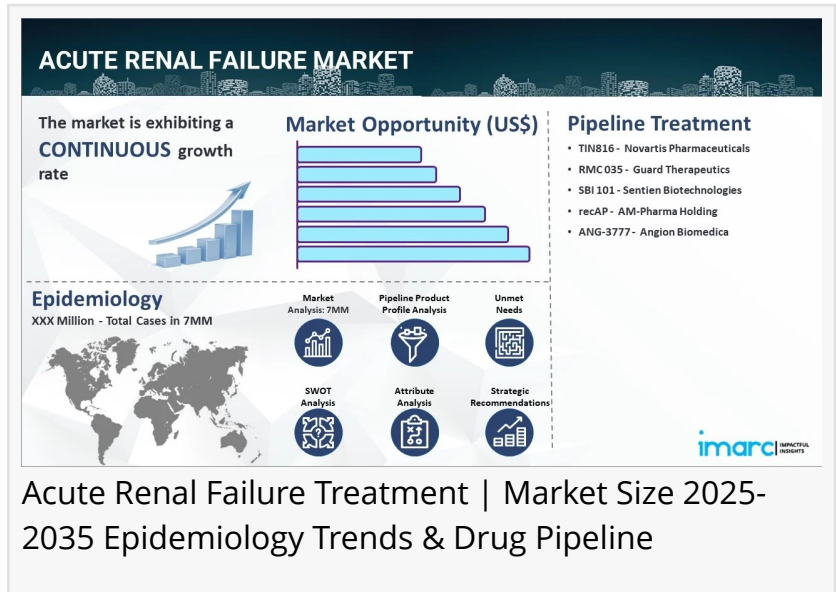 ACUTE RENAL FAILURE MARKET
The market is exhibiting a
CONTINUOUS growth
rate
Market Opportunity (US$)
Pipeline Treatment
• TIN816 - Novartis Pharmaceuticals
• RMC 035 - Guard Therapeutics
• SBI 101 - Sentien Biotechnologies
• recAP - AM-Pharma Holding
• ANG-3777 - Angion Biomedica
Epidemiology
XXX Million - Total Cases in 7MM
Market
Analysis: 7MM
Pipeline Product
Profile Analysis
Unmet
Needs
SWOT
Analysis
Attribute
Analysis
Strategic
Recommendations
?
imarc
IMPACTFUL
INSIGHTS
Acute Renal Failure Treatment | Market Size 2025-
2035 Epidemiology Trends & Drug Pipeline